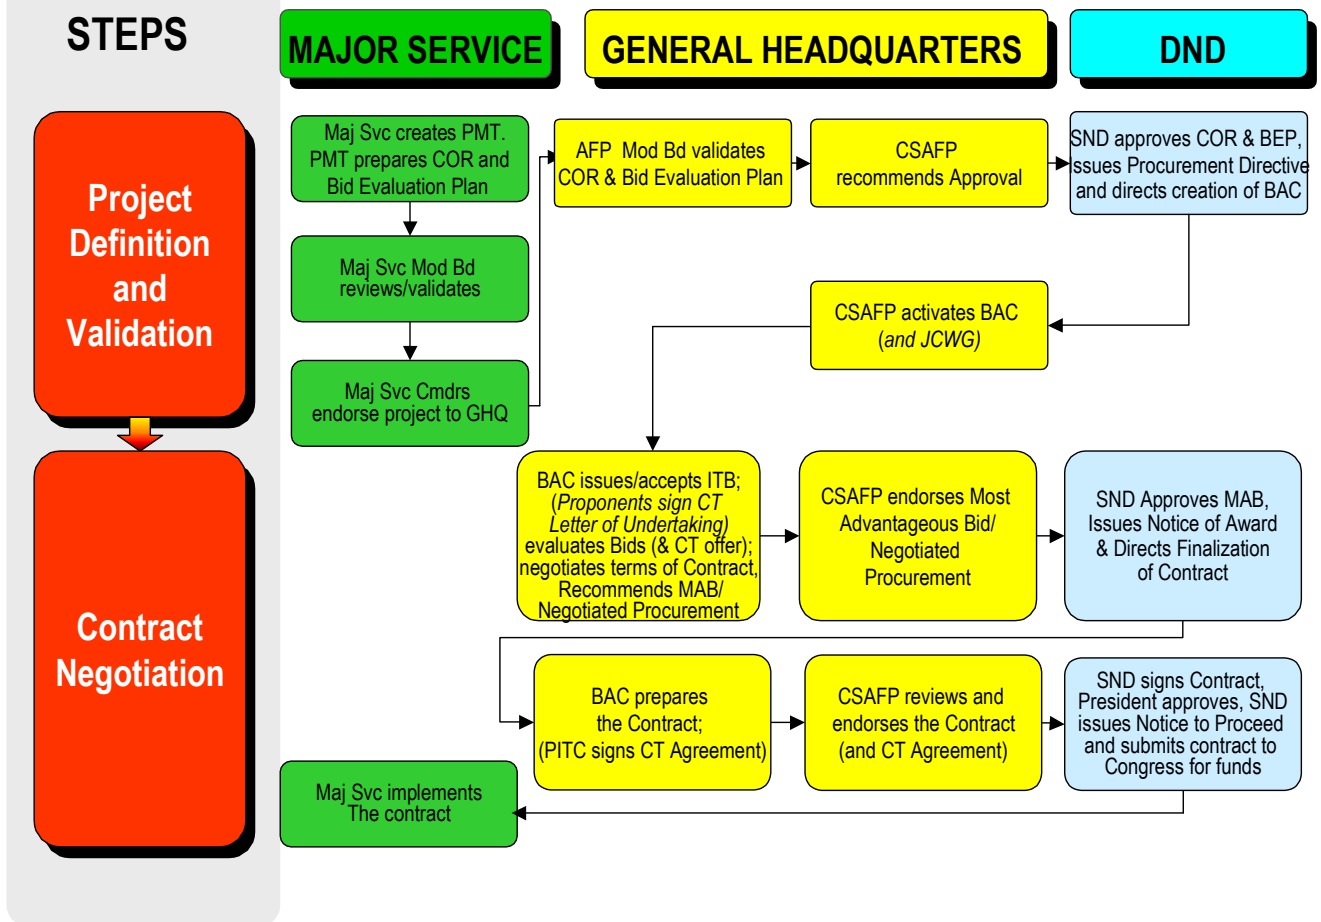 STEPS
MAJOR SERVICE
GENERAL HEADQUARTERS
DND
Project
Definition
and
Validation
Maj Svc creates PMT.
PMT prepares COR and
Bid Evaluation Plan
AFP Mod Bd validates
COR & Bid Evaluation Plan
CSAFP
recommends Approval
SND approves COR & BEP,
issues Procurement Directive
and directs creation of BAC
Maj Svc Mod Bd
reviews/validates
CSAFP activates BAC
(and JCWG)
Maj Svc Cmdrs
endorse project to GHQ
Contract
Negotiation
BAC issues/accepts ITB;
(Proponents sign CT
Letter of Undertaking)
evaluates Bids (& CT offer);
negotiates terms of Contract,
Recommends MAB/
Negotiated Procurement
CSAFP endorses Most
Advantageous Bid/
Negotiated
Procurement
SND Approves MAB,
Issues Notice of Award
& Directs Finalization
of Contract
BAC prepares
the Contract;
(PITC signs CT Agreement)
CSAFP reviews and
endorses the Contract
(and CT Agreement)
SND signs Contract,
President approves, SND
issues Notice to Proceed
and submits contract to
Congress for funds
Maj Svc implements
The contract